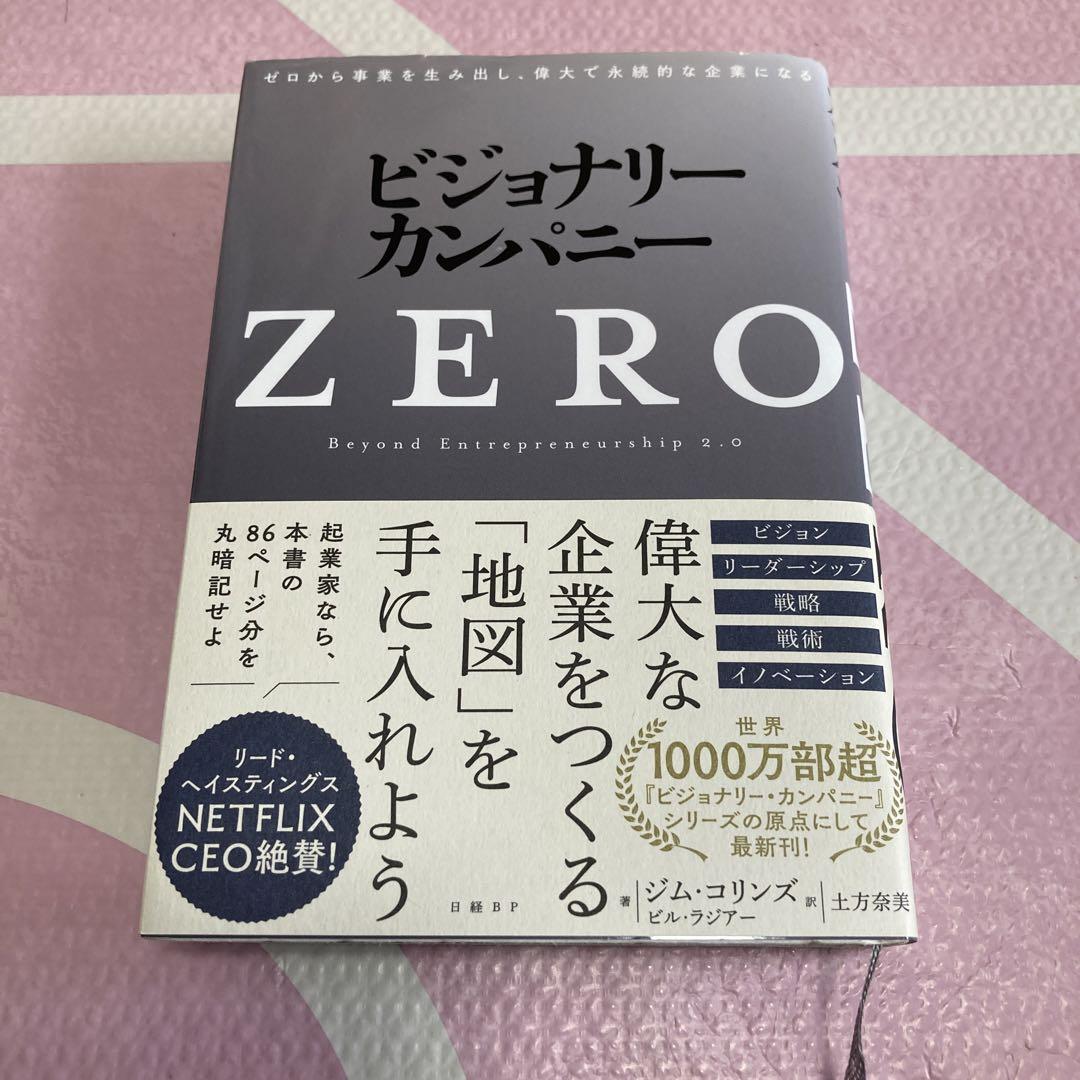 ゼロから事業を生み出し、偉大で永続的な企業になる
ビジョナリー
カンパニー
ZERO
Beyond Entrepreneurship 2.0
ビジョン
リーダーシップ
戦略
戦術
イノベーション
偉大な
企業をつくる
「地図」を
手に入れよう
起業家なら、
本書の
86ページ分を
丸暗記せよ
リード・
ヘイスティングス
NETFLIX
CEO絶賛!
世界
1000万部超
『ビジョナリー・カンパニー』
シリーズの原点にして
最新刊!
日経BP
著 ジム・コリンズ
ビル・ラジアー
訳 土方奈美